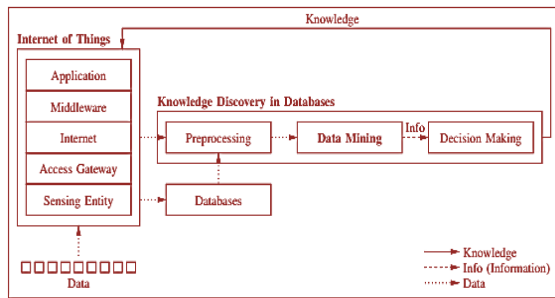 Knowledge
Internet of Things
Application
Middleware
Internet
Access Gateway
Sensing Entity
Knowledge Discovery in Databases
Preprocessing
Data Mining
Info
Decision Making
Databases
Data
Knowledge
Info (Information)
Data